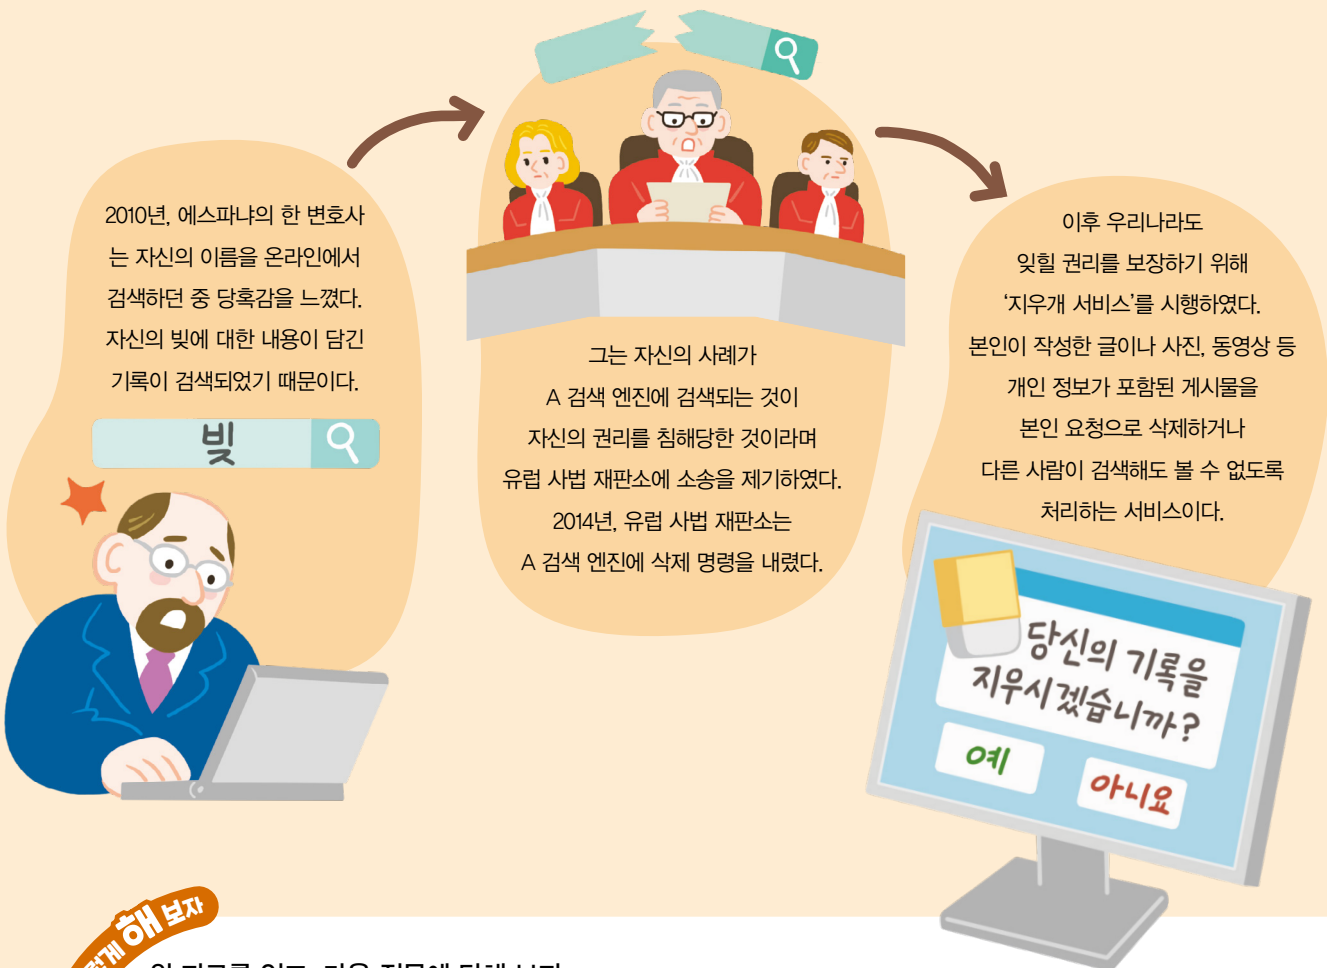 2010년, 에스파냐의 한 변호사
는 자신의 이름을 온라인에서
검색하던 중 당혹감을 느꼈다.
자신의 빚에 대한 내용이 담긴
기록이 검색되었기 때문이다.
빚
그는 자신의 사례가
A 검색 엔진에 검색되는 것이
자신의 권리를 침해당한 것이라며
유럽 사법 재판소에 소송을 제기하였다.
2014년, 유럽 사법 재판소는
A 검색 엔진에 삭제 명령을 내렸다.
이후 우리나라도
잊힐 권리를 보장하기 위해
‘지우개 서비스’를 시행하였다.
본인이 작성한 글이나 사진, 동영상 등
개인 정보가 포함된 게시물을
본인 요청으로 삭제하거나
다른 사람이 검색해도 볼 수 없도록
처리하는 서비스이다.
당신의 기록을
지우시겠습니까?
예
아니요
해 보자